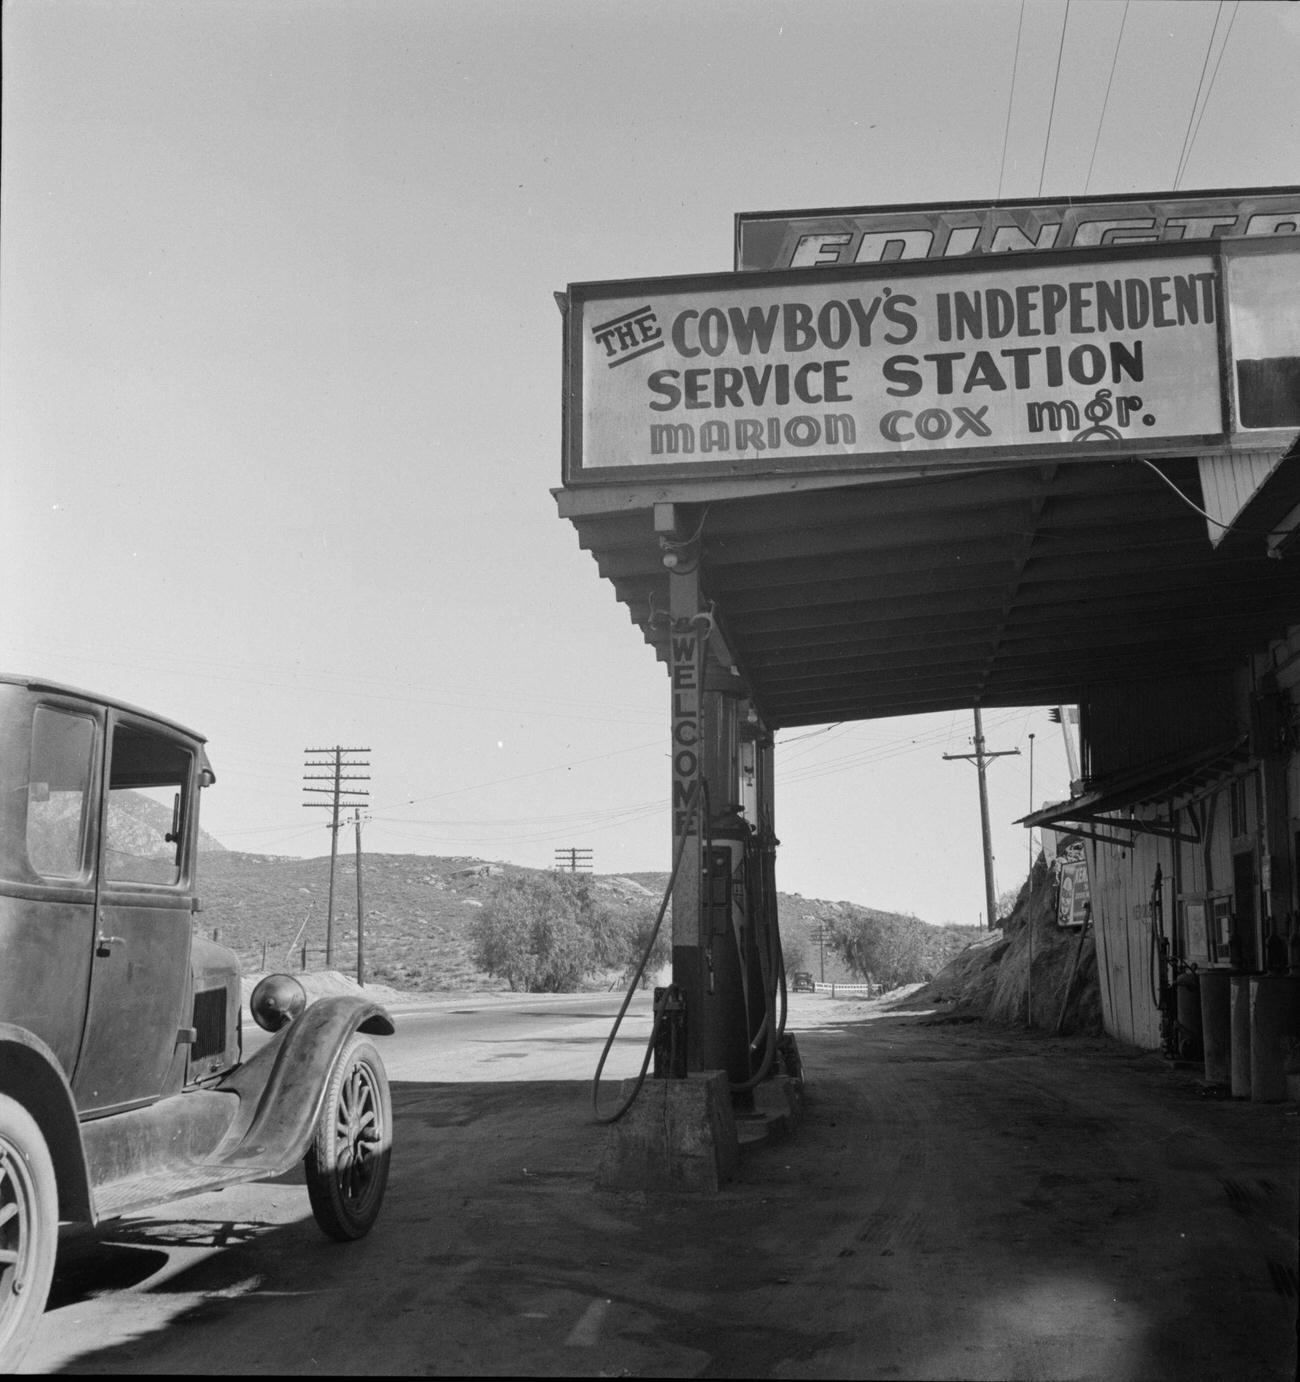 THE COWBOY'S INDEPENDENT
SERVICE STATION
MARION COX mgr.
WELCOME